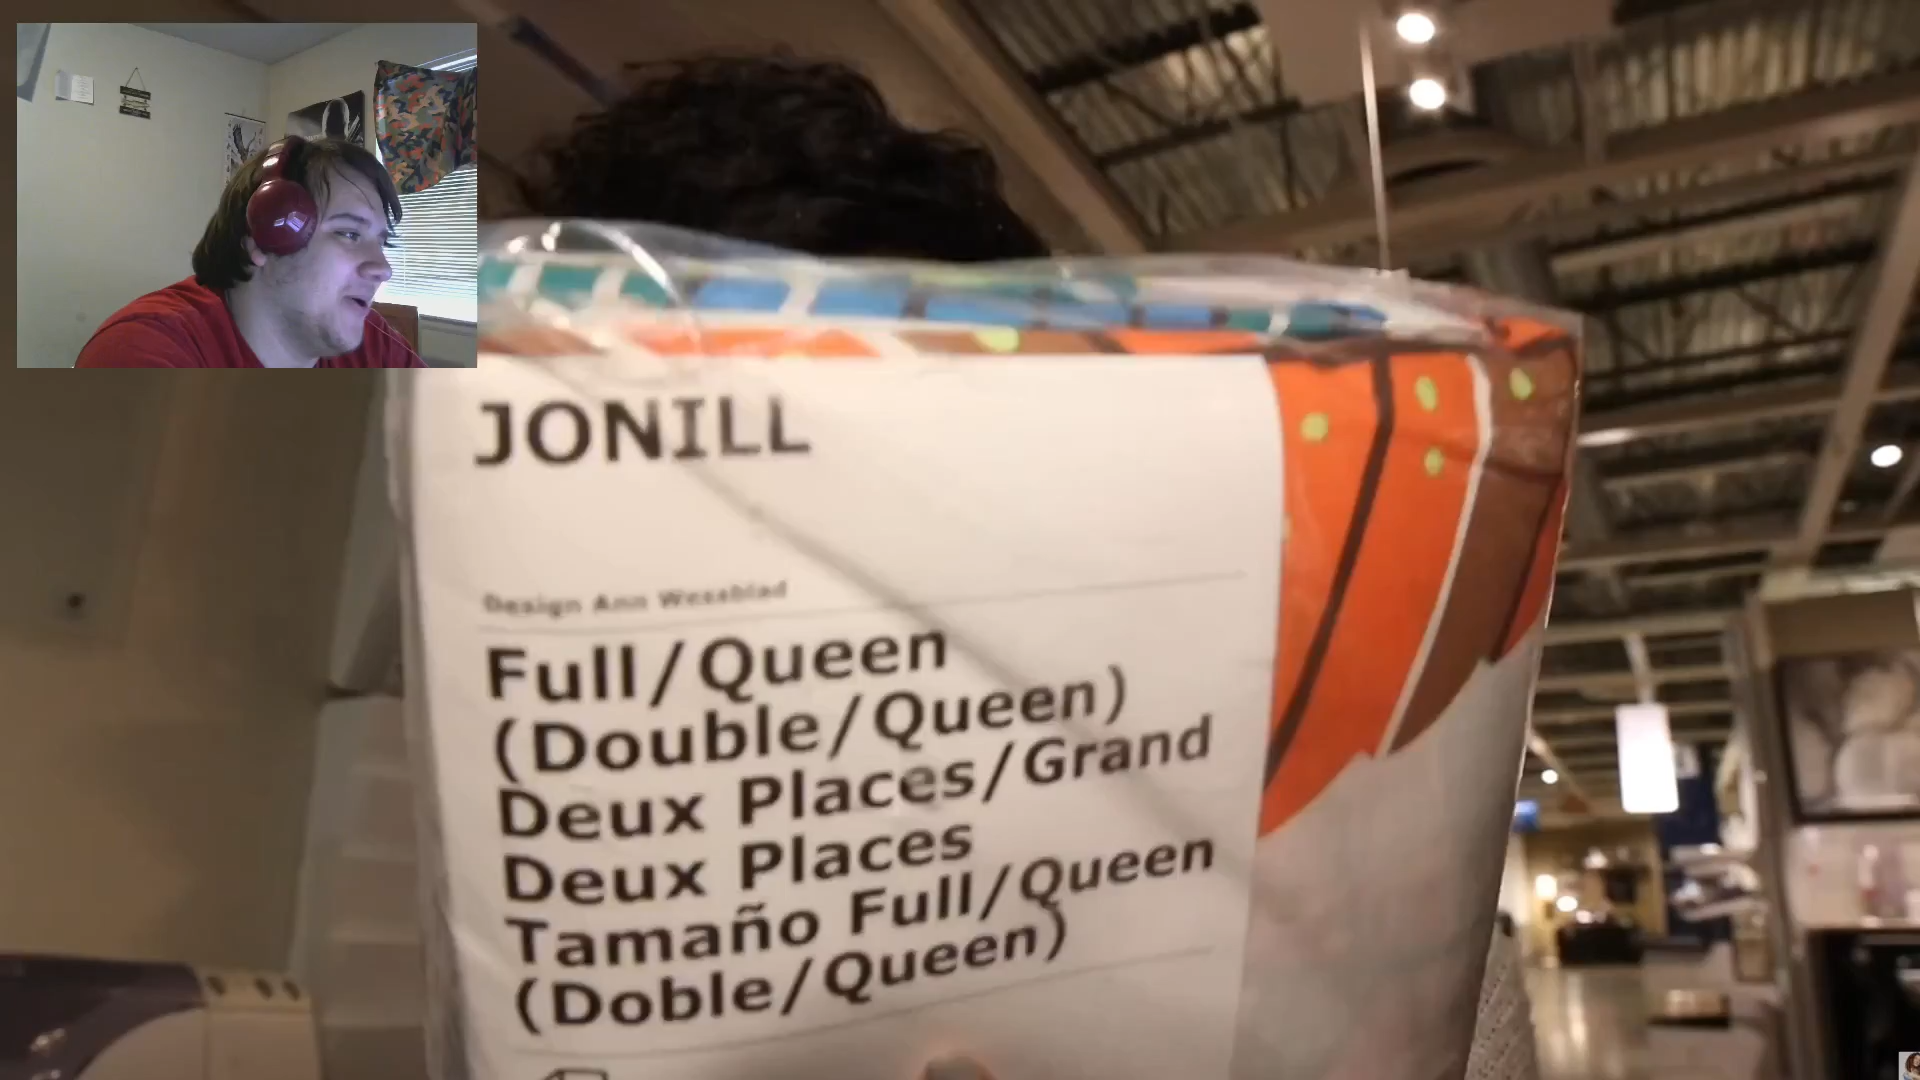 JONILL
Design Ann Wessblad
Full/Queen
(Double/Queen)
Deux Places/Grand
Deux Places
Tamaño Full/Queen
(Doble/Queen)